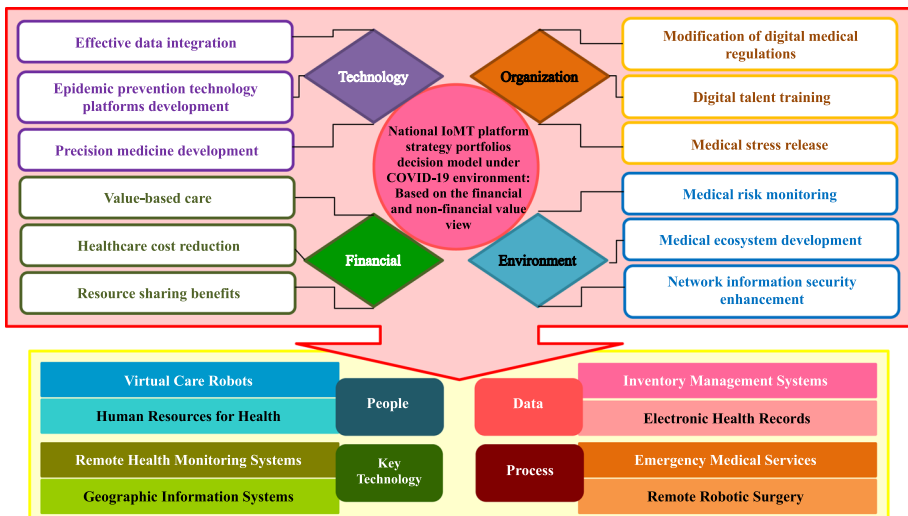 Effective data integration
Epidemic prevention technology
platforms development
Precision medicine development
Value-based care
Healthcare cost reduction
Resource sharing benefits
Technology
Organization
National IoMT platform
strategy portfolios
decision model under
COVID-19 environment:
Based on the financial
and non-financial value
view
Financial
Environment
Modification of digital medical
regulations
Digital talent training
Medical stress release
Medical risk monitoring
Medical ecosystem development
Network information security
enhancement
Virtual Care Robots
Human Resources for Health
People
Data
Inventory Management Systems
Electronic Health Records
Remote Health Monitoring Systems
Geographic Information Systems
Key
Technology
Process
Emergency Medical Services
Remote Robotic Surgery